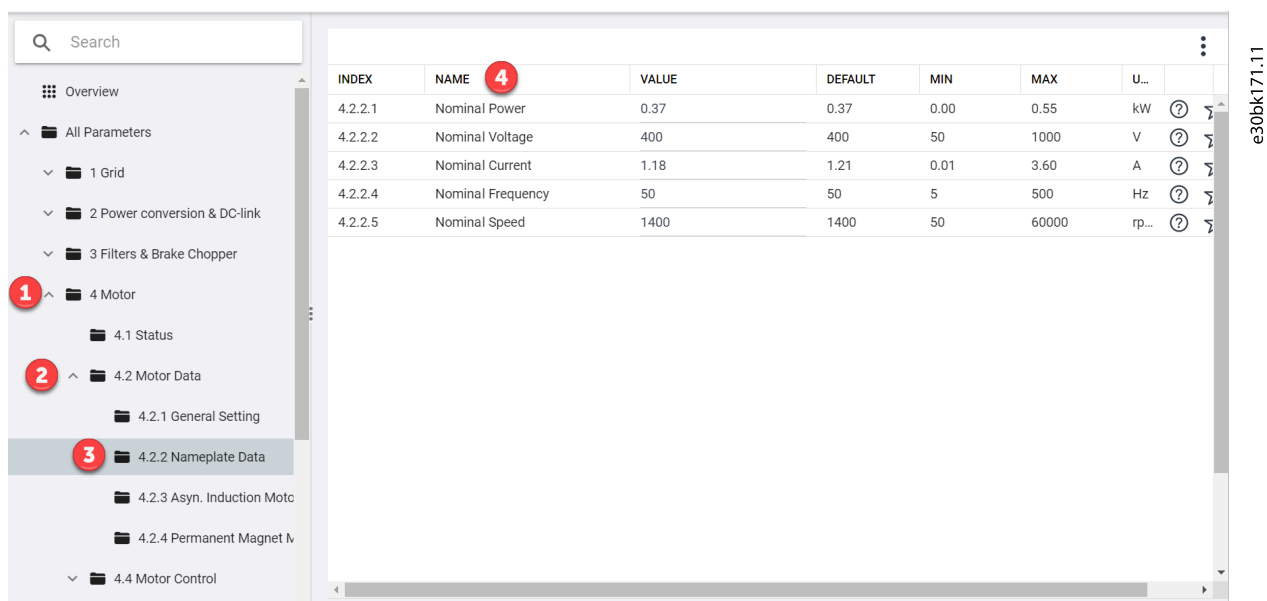 Search
Overview
All Parameters
1 Grid
2 Power conversion & DC-link
3 Filters & Brake Chopper
1
4 Motor
4.1 Status
2
4.2 Motor Data
4.2.1 General Setting
3
4.2.2 Nameplate Data
4.2.3 Asyn. Induction Moto
4.2.4 Permanent Magnet M
4.4 Motor Control
INDEX NAME 4 VALUE DEFAULT MIN MAX U...
4.2.2.1 Nominal Power 0.37 0.37 0.00 0.55 kW ?
4.2.2.2 Nominal Voltage 400 400 50 1000 V ?
4.2.2.3 Nominal Current 1.18 1.21 0.01 3.60 A ?
4.2.2.4 Nominal Frequency 50 50 5 500 Hz ?
4.2.2.5 Nominal Speed 1400 1400 50 60000 rp... ?
e30bk171.11